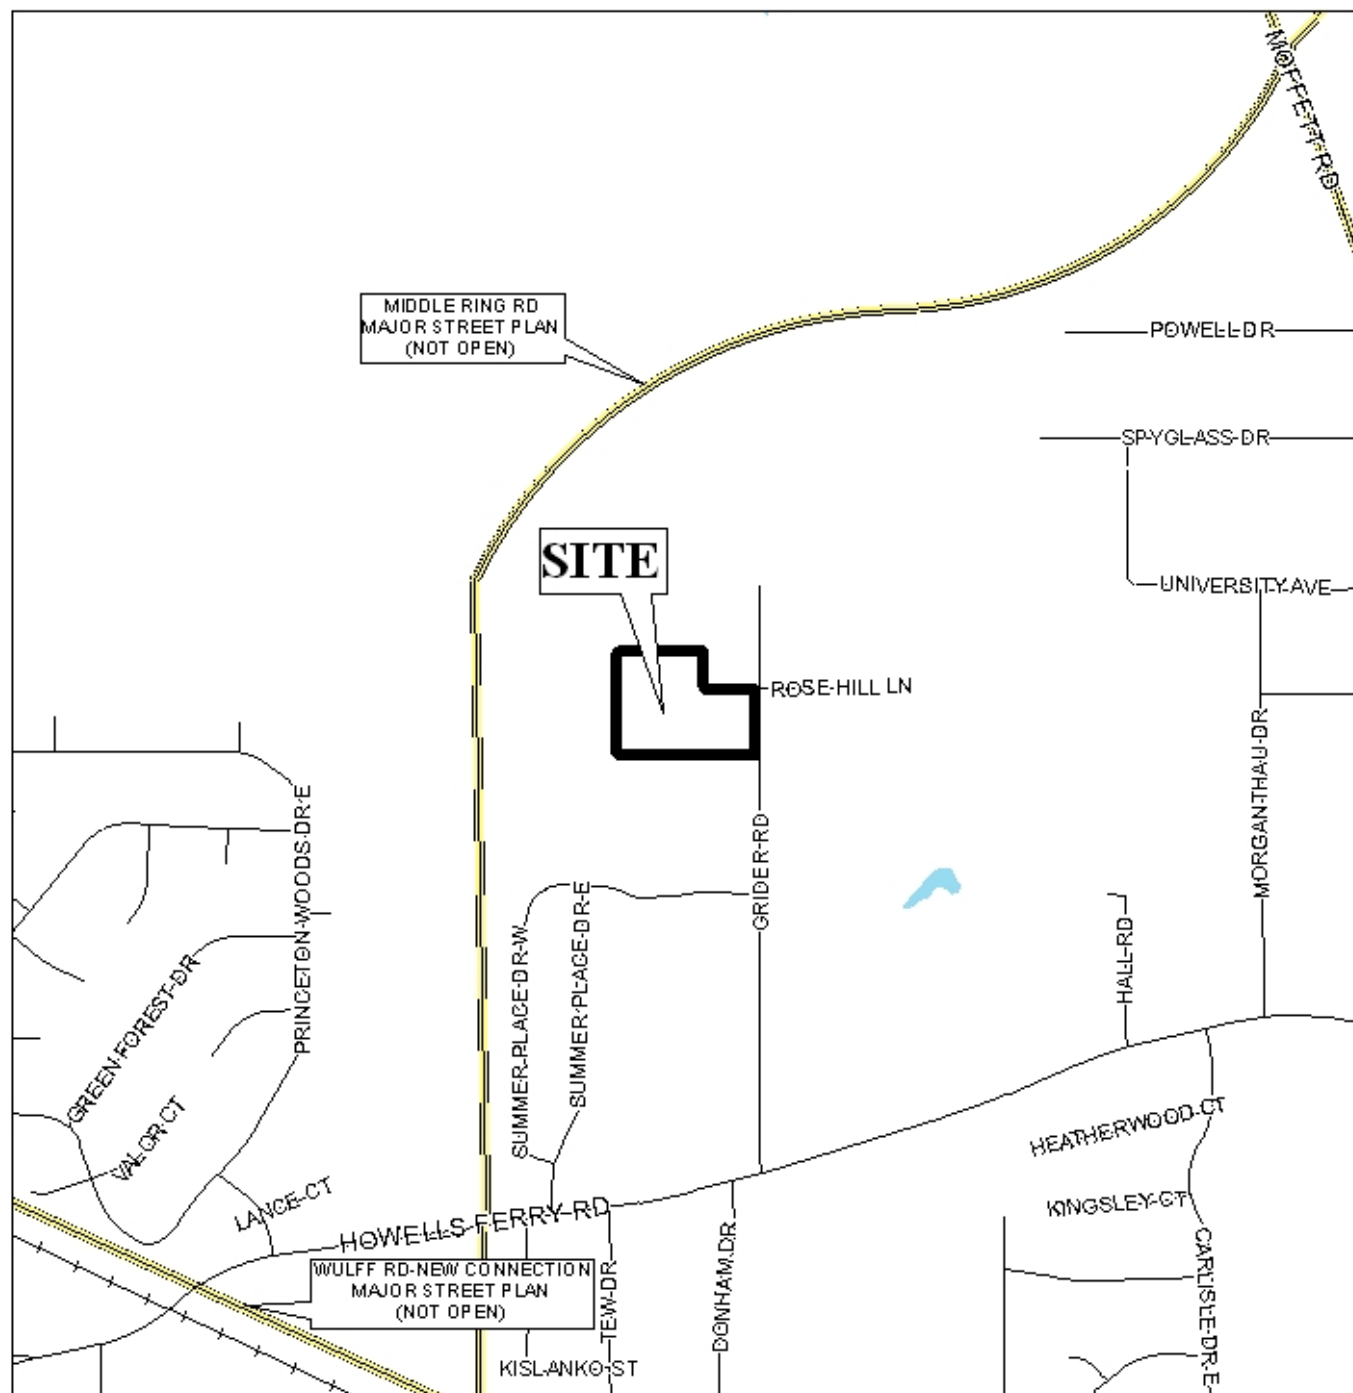 MOFFETT RD
MIDDLE RING RD
MAJOR STREET PLAN
(NOT OPEN)
POWELL DR
SPYGLASS DR
SITE
UNIVERSITY AVE
ROSE HILL LN
MORGANTHAU DR
PRINCETON WOODS DR E
GRIDER RD
SUMMER PLACE DR W
SUMMER PLACE DR E
HALL RD
GREEN FOREST DR
VALOR CT
HEATHERWOOD CT
LANCE CT
KINGSLEY CT
HOWELLS FERRY RD
WULFF RD-NEW CONNECTION
MAJOR STREET PLAN
(NOT OPEN)
TEW DR
DONHAM DR
CARLISLE DR E
KISLANKO ST